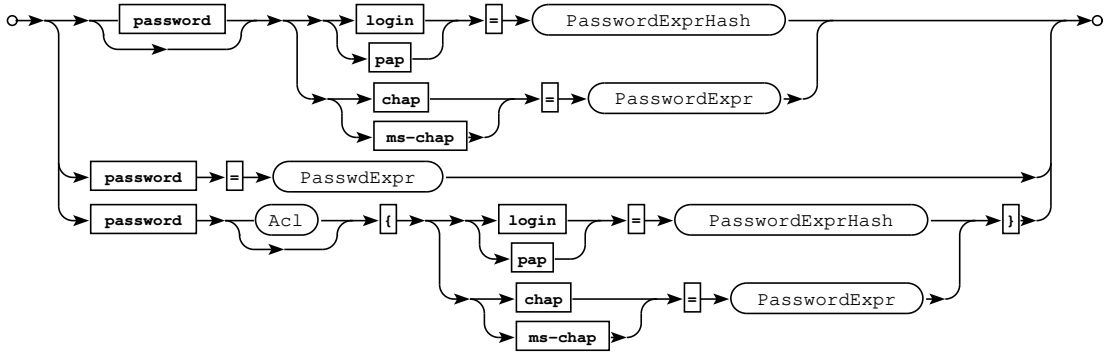 password login = PasswordExprHash
pap
chap = PasswordExpr
ms-chap
password = PasswdExpr
password Acl { login = PasswordExprHash }
pap
chap = PasswordExpr
ms-chap